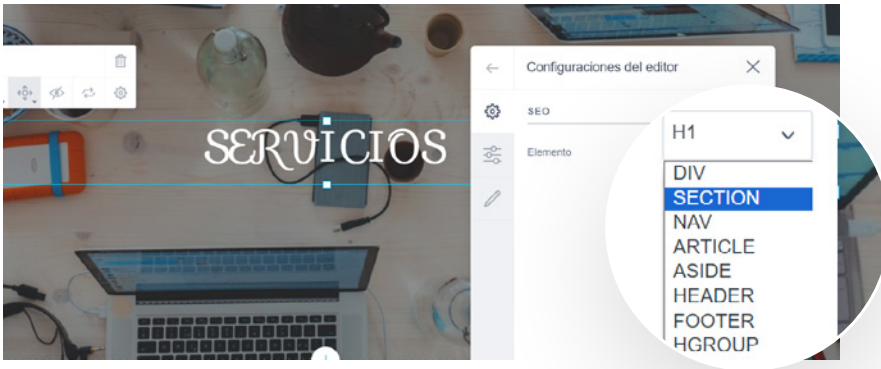 Configuraciones del editor
SERVICIOS
SEO
Elemento
H1
DIV
SECTION
NAV
ARTICLE
ASIDE
HEADER
FOOTER
HGROUP